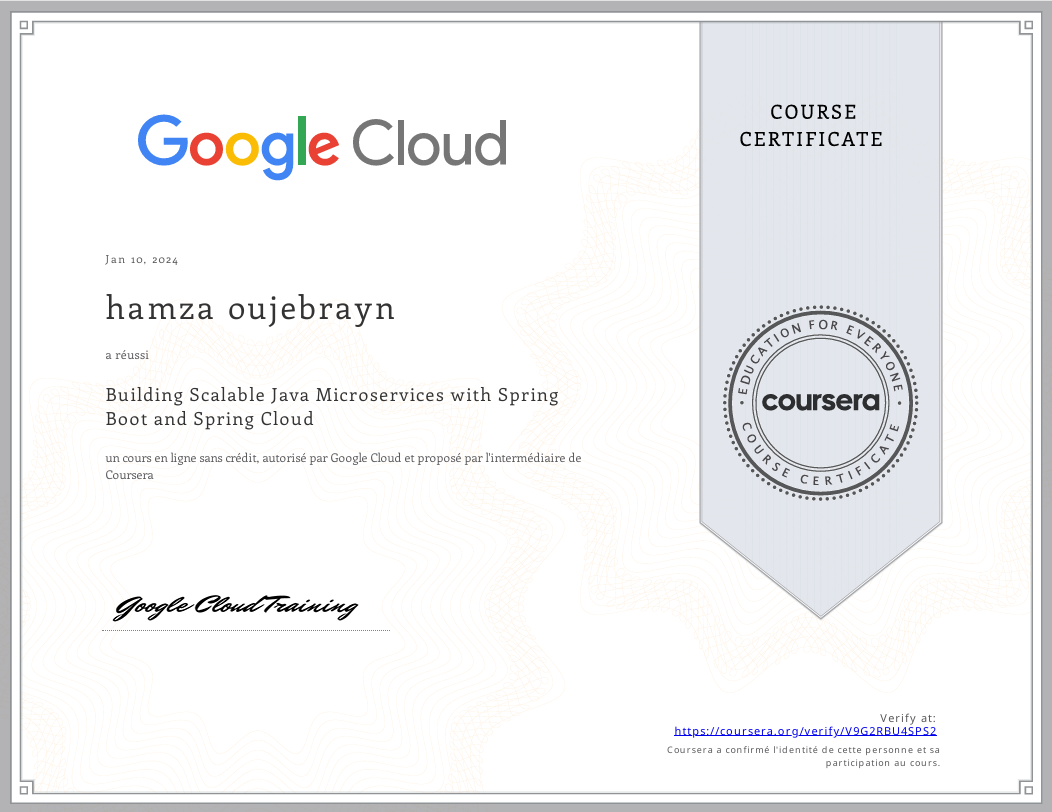 Google Cloud
COURSE
CERTIFICATE
Jan 10, 2024
hamza oujebrayn
a réussi
Building Scalable Java Microservices with Spring
Boot and Spring Cloud
un cours en ligne sans crédit, autorisé par Google Cloud et proposé par l'intermédiaire de
Coursera
EDUCATION FOR EVERYONE
coursera
COURSE CERTIFICATE
Google Cloud Training
Verify at:
https://coursera.org/verify/V9G2RBU4SPS2
Coursera a confirmé l'identité de cette personne et sa
participation au cours.